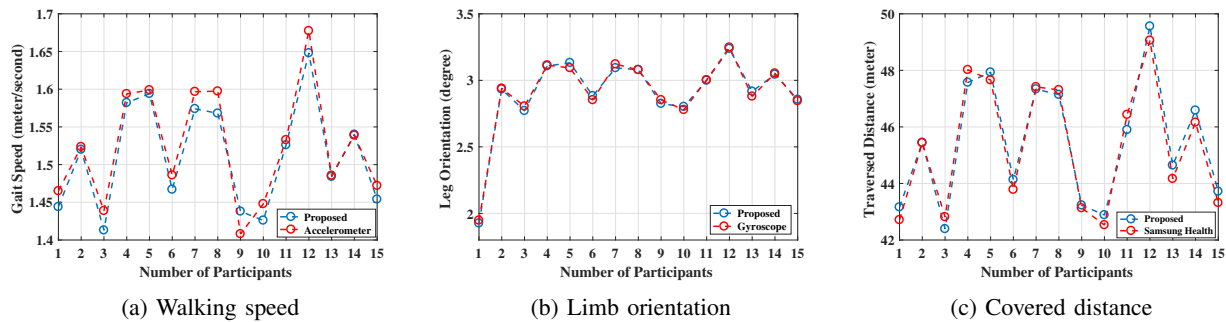 1.7
1.65
1.6
1.55
1.5
1.45
1.4
Gait Speed (meter/second)
Proposed
Accelerometer
1 2 3 4 5 6 7 8 9 10 11 12 13 14 15
Number of Participants
(a) Walking speed
3.5
3
2.5
2
Leg Orientation (degree)
Proposed
Gyroscope
1 2 3 4 5 6 7 8 9 10 11 12 13 14 15
Number of Participants
(b) Limb orientation
50
48
46
44
42
Traversed Distance (meter)
Proposed
Samsung Health
1 2 3 4 5 6 7 8 9 10 11 12 13 14 15
Number of Participants
(c) Covered distance